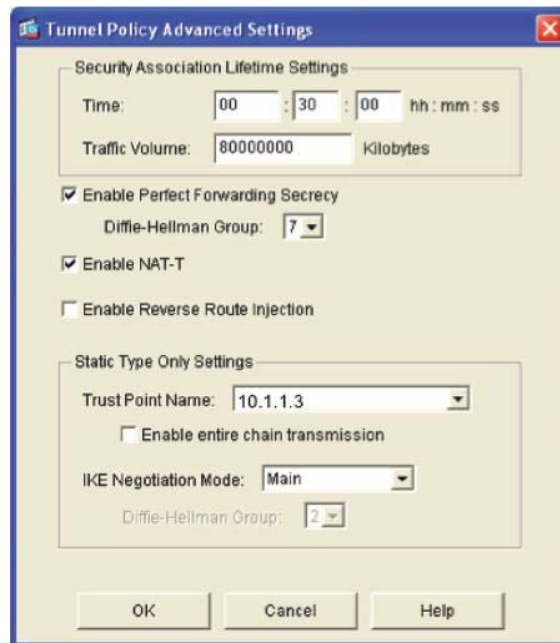 Tunnel Policy Advanced Settings
Security Association Lifetime Settings
Time: 00 : 30 : 00 hh : mm : ss
Traffic Volume: 80000000 Kilobytes
Enable Perfect Forwarding Secrecy
Diffie-Hellman Group: 7
Enable NAT-T
Enable Reverse Route Injection
Static Type Only Settings
Trust Point Name: 10.1.1.3
Enable entire chain transmission
IKE Negotiation Mode: Main
Diffie-Hellman Group: 2
OK Cancel Help